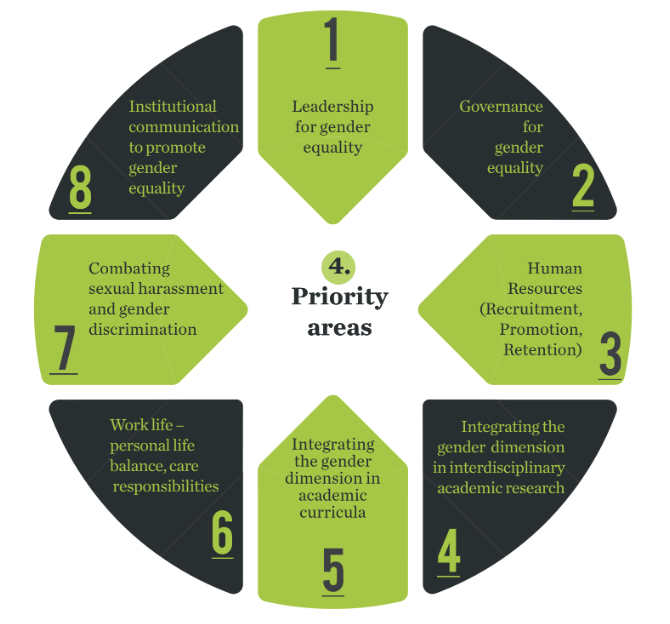 1
Leadership
for gender
equality
Governance
for
gender
equality
2
Human
Resources
(Recruitment,
Promotion,
Retention)
3
Integrating the
gender dimension
in interdisciplinary
academic research
4
Integrating
the gender
dimension in
academic
curricula
5
Work life –
personal life
balance, care
responsibilities
6
Combating
sexual harassment
and gender
discrimination
7
Institutional
communication
to promote
gender
equality
8
4.
Priority
areas